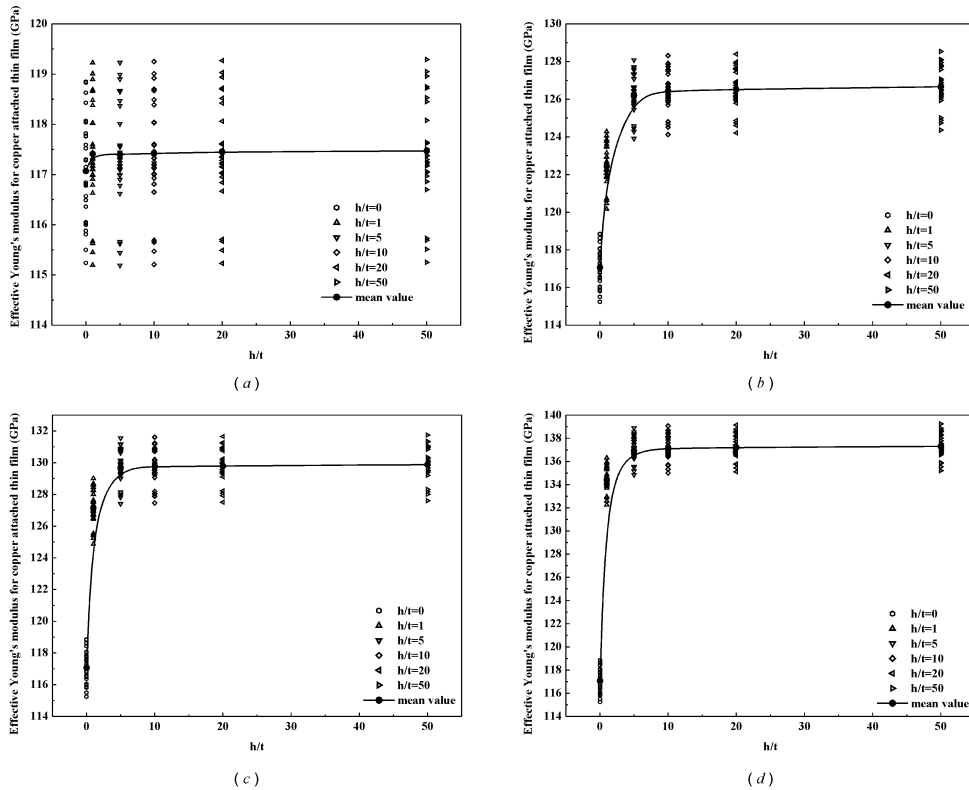 Effective Young's modulus for copper attached thin film (GPa)
120
119
118
117
116
115
114
0
10
20
30
40
50
h/t
h/t=0
h/t=1
h/t=5
h/t=10
h/t=20
h/t=50
mean value
(a)
Effective Young's modulus for copper attached thin film (GPa)
130
128
126
124
122
120
118
116
114
0
10
20
30
40
50
h/t
h/t=0
h/t=1
h/t=5
h/t=10
h/t=20
h/t=50
mean value
(b)
Effective Young's modulus for copper attached thin film (GPa)
132
130
128
126
124
122
120
118
116
114
0
10
20
30
40
50
h/t
h/t=0
h/t=1
h/t=5
h/t=10
h/t=20
h/t=50
mean value
(c)
Effective Young's modulus for copper attached thin film (GPa)
140
138
136
134
132
130
128
126
124
122
120
118
116
114
0
10
20
30
40
50
h/t
h/t=0
h/t=1
h/t=5
h/t=10
h/t=20
h/t=50
mean value
(d)